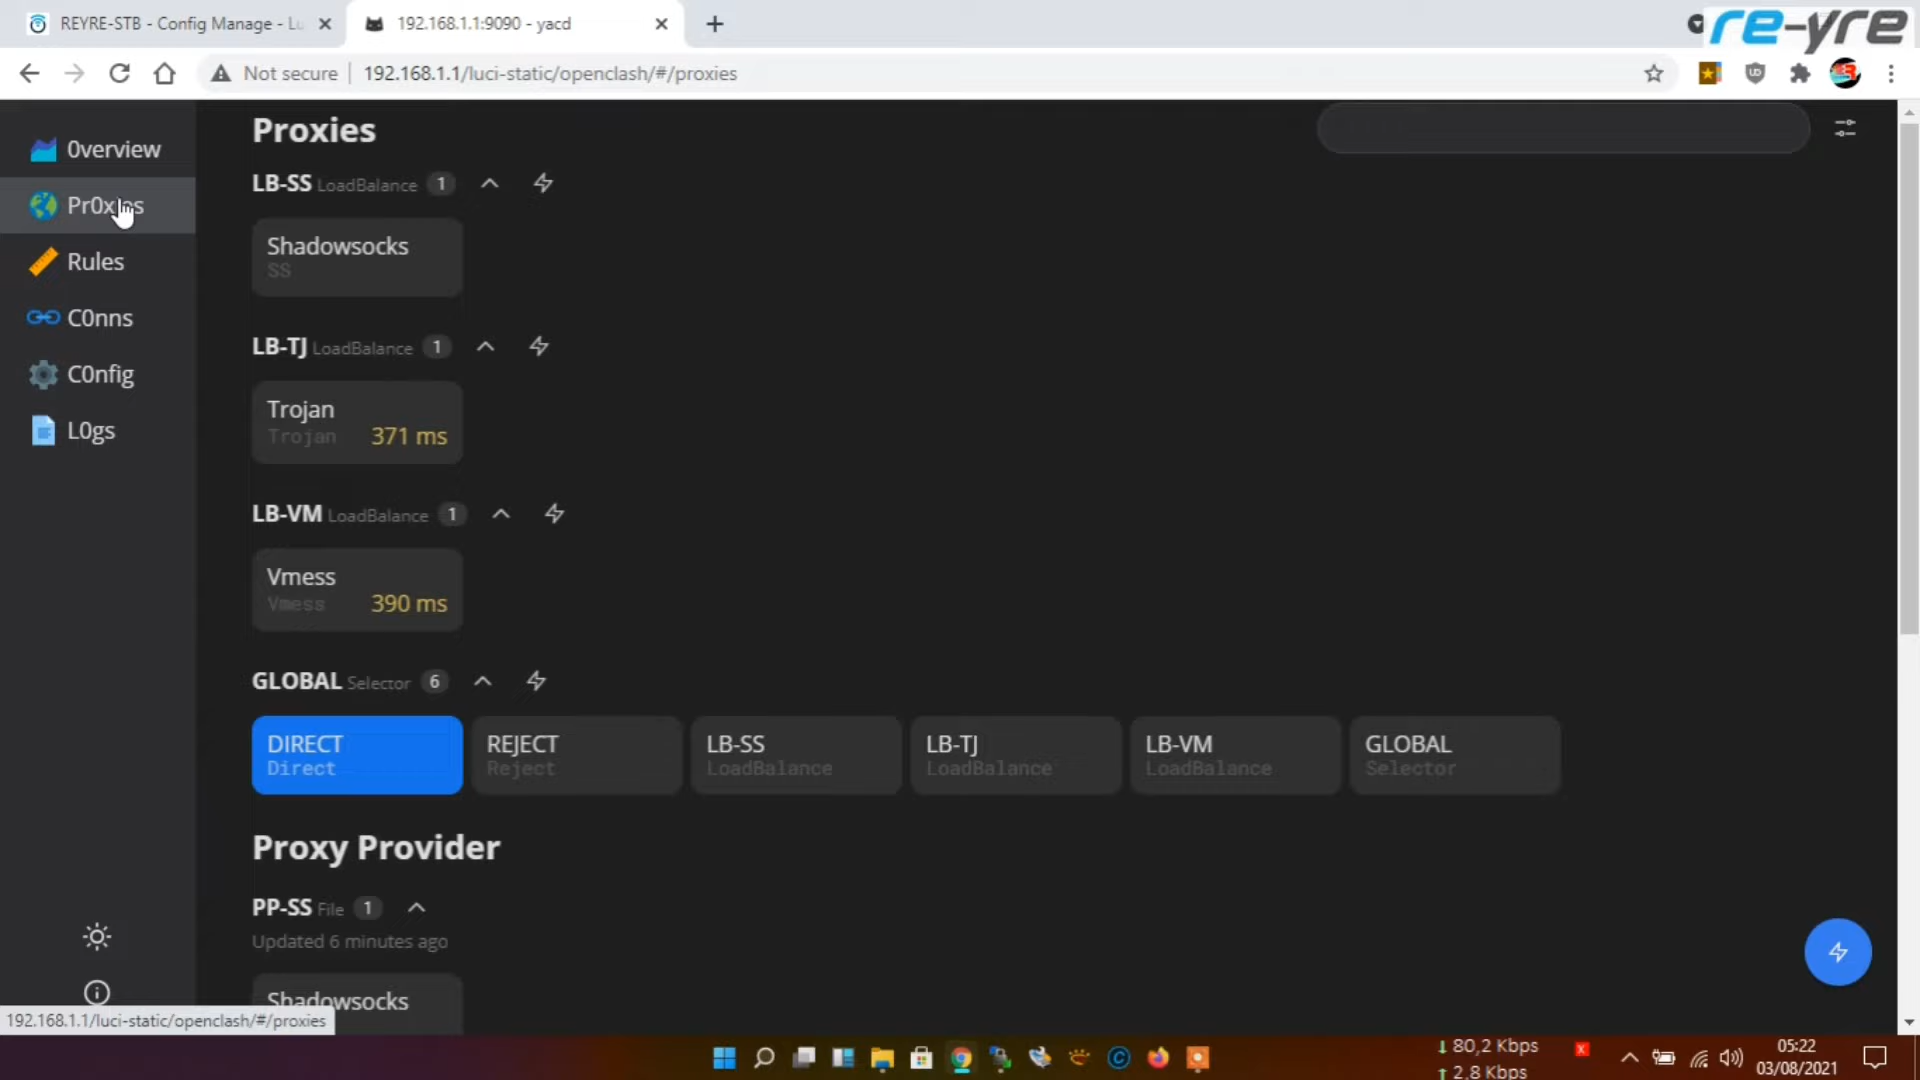 REYRE-STB - Config Manage - Lu
192.168.1.1:9090 - yacd
re-yre
Not secure
192.168.1.1/luci-static/openclash/#/proxies
0verview
Pr0xies
Rules
C0nns
C0nfig
L0gs
Proxies
LB-SS LoadBalance 1
Shadowsocks
SS
LB-TJ LoadBalance 1
Trojan
Trojan 371 ms
LB-VM LoadBalance 1
Vmess
Vmess 390 ms
GLOBAL Selector 6
DIRECT
Direct
REJECT
Reject
LB-SS
LoadBalance
LB-TJ
LoadBalance
LB-VM
LoadBalance
GLOBAL
Selector
Proxy Provider
PP-SS File 1
Updated 6 minutes ago
Shadowsocks
192.168.1.1/luci-static/openclash/#/proxies
↓ 80,2 Kbps
↑ 2,8 Kbps
05:22
03/08/2021